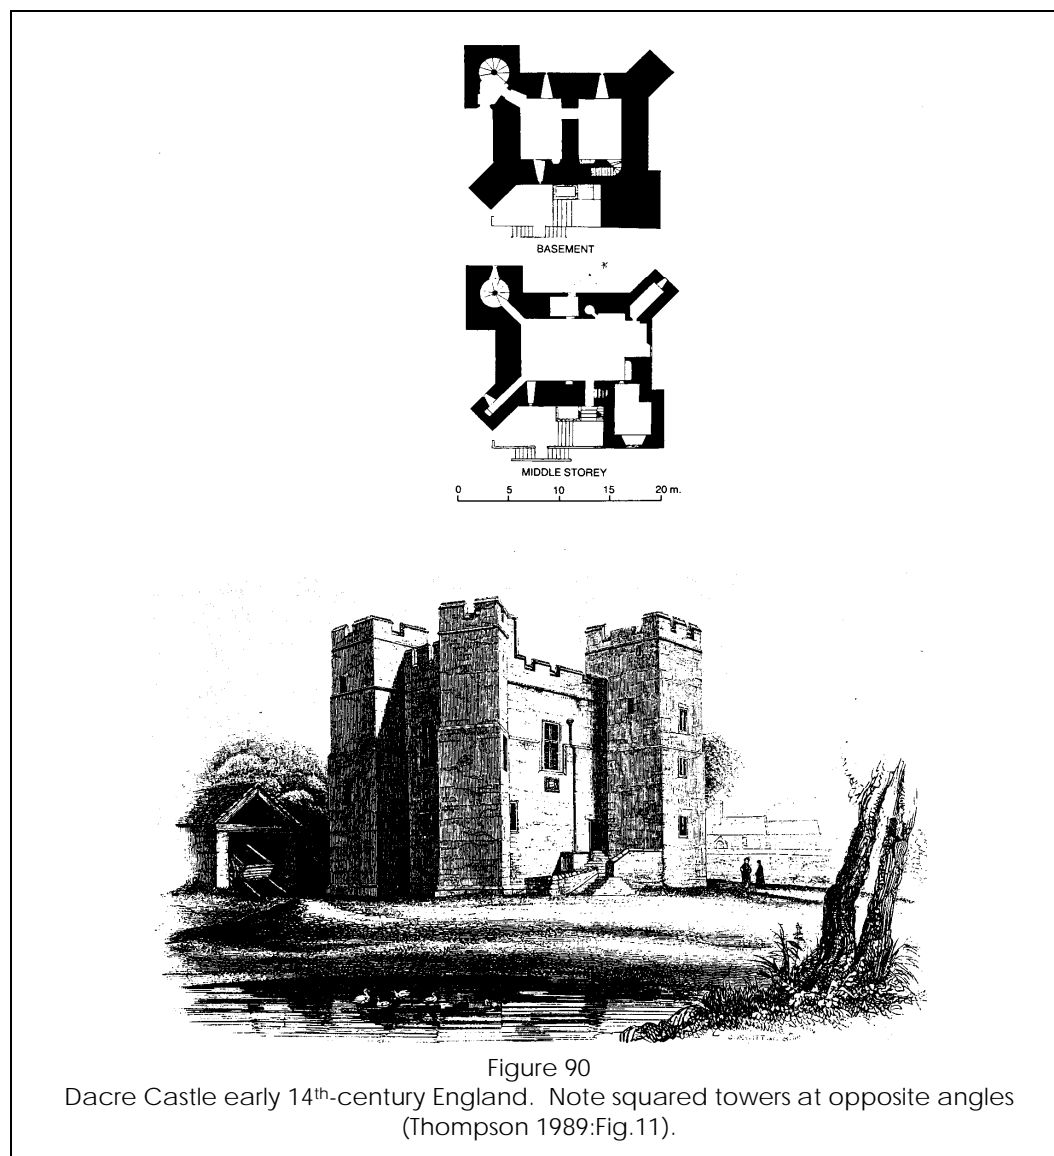 BASEMENT
MIDDLE STOREY
0 5 10 15 20 m.
Figure 90
Dacre Castle early 14th-century England. Note squared towers at opposite angles
(Thompson 1989:Fig.11).